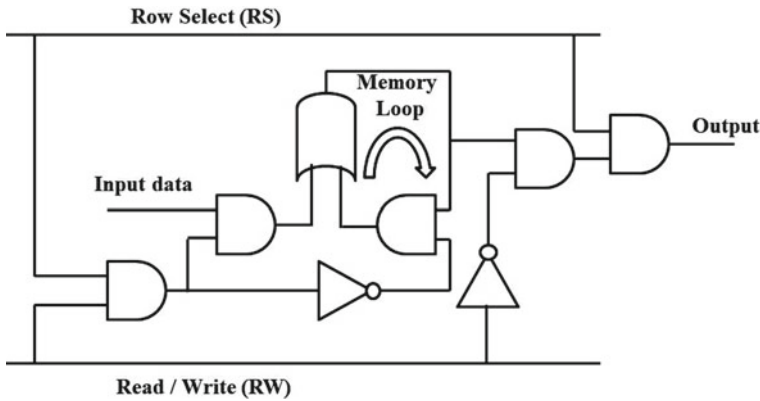 Row Select (RS)
Memory
Loop
Output
Input data
Read / Write (RW)